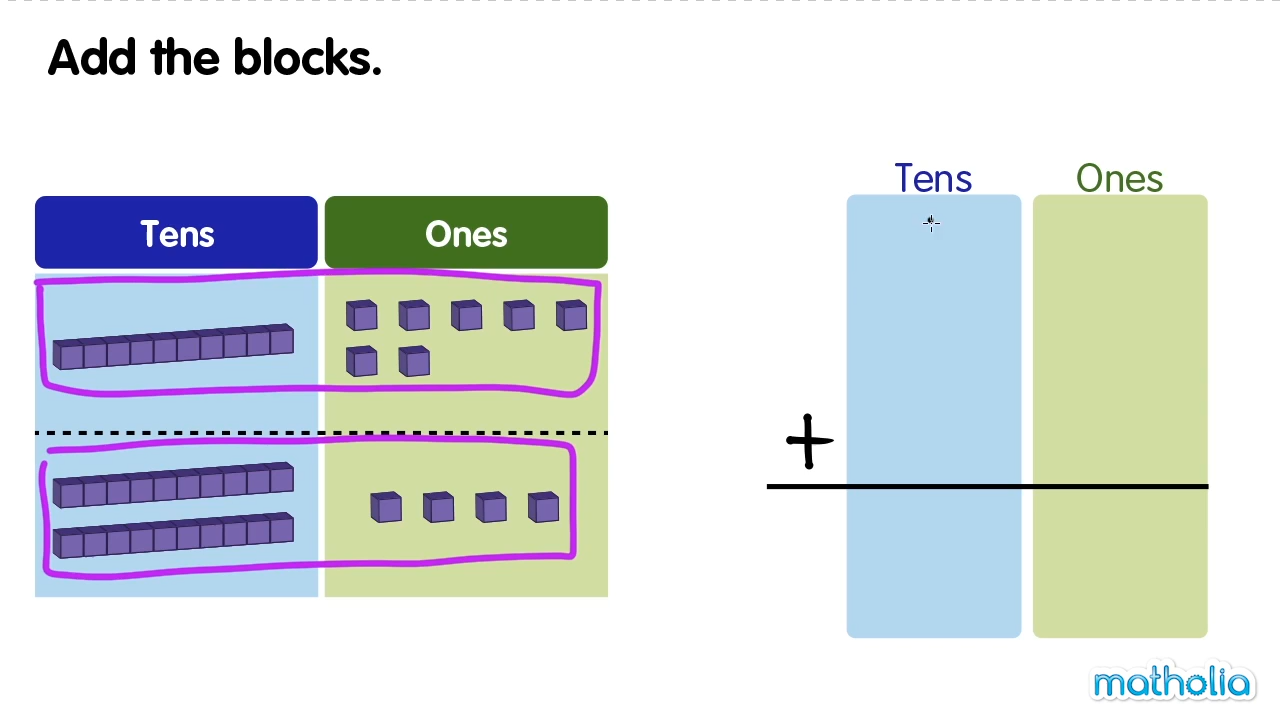 Add the blocks.
Tens Ones
Tens Ones
+
matholia